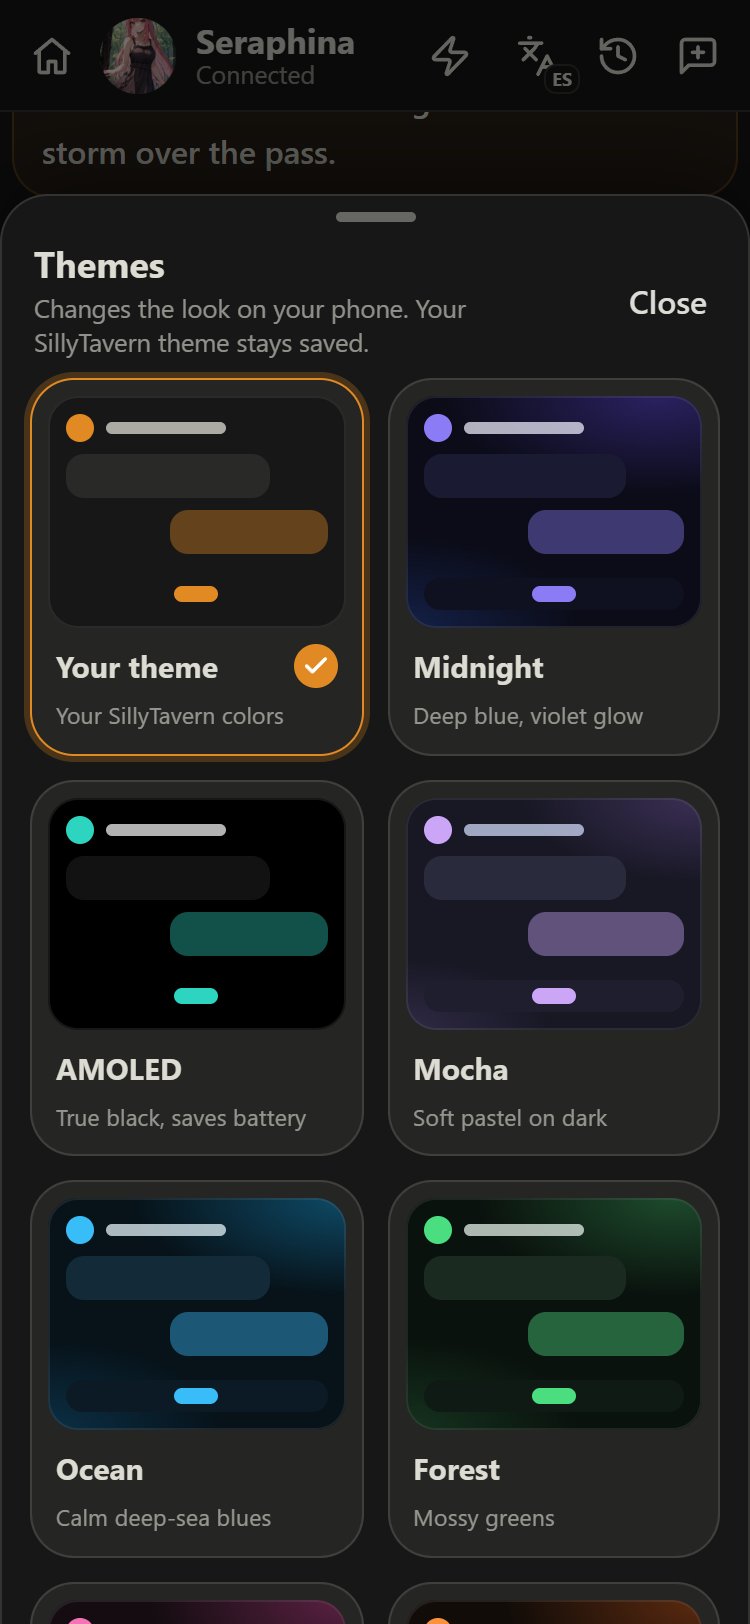 Seraphina
Connected
ES
storm over the pass.
Themes
Changes the look on your phone. Your
SillyTavern theme stays saved.
Close
Your theme
Your SillyTavern colors
Midnight
Deep blue, violet glow
AMOLED
True black, saves battery
Mocha
Soft pastel on dark
Ocean
Calm deep-sea blues
Forest
Mossy greens